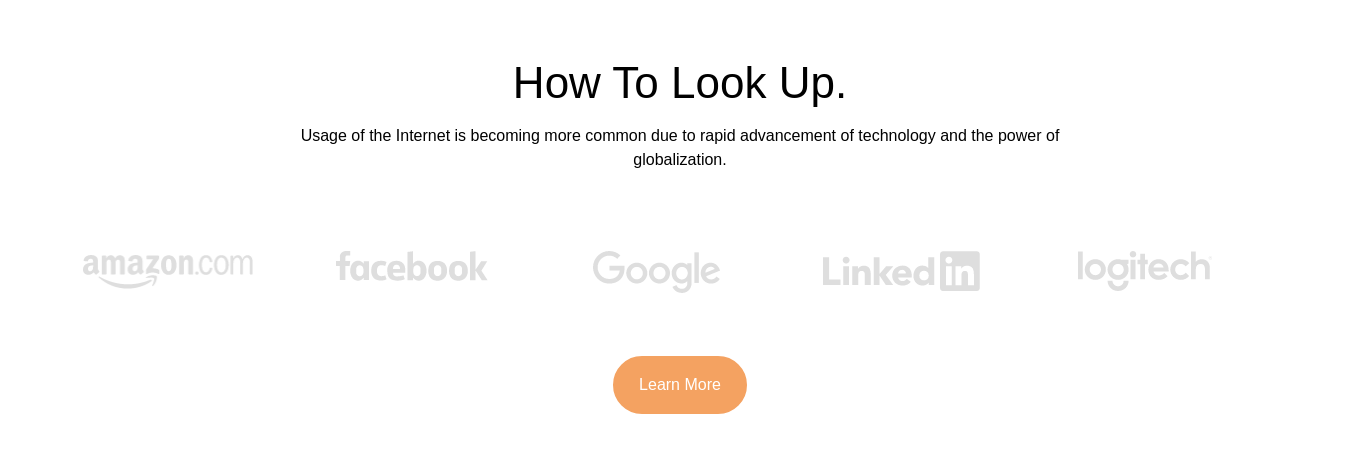 How To Look Up.
Usage of the Internet is becoming more common due to rapid advancement of technology and the power of
globalization.
amazon.com facebook Google Linked in logitech
Learn More